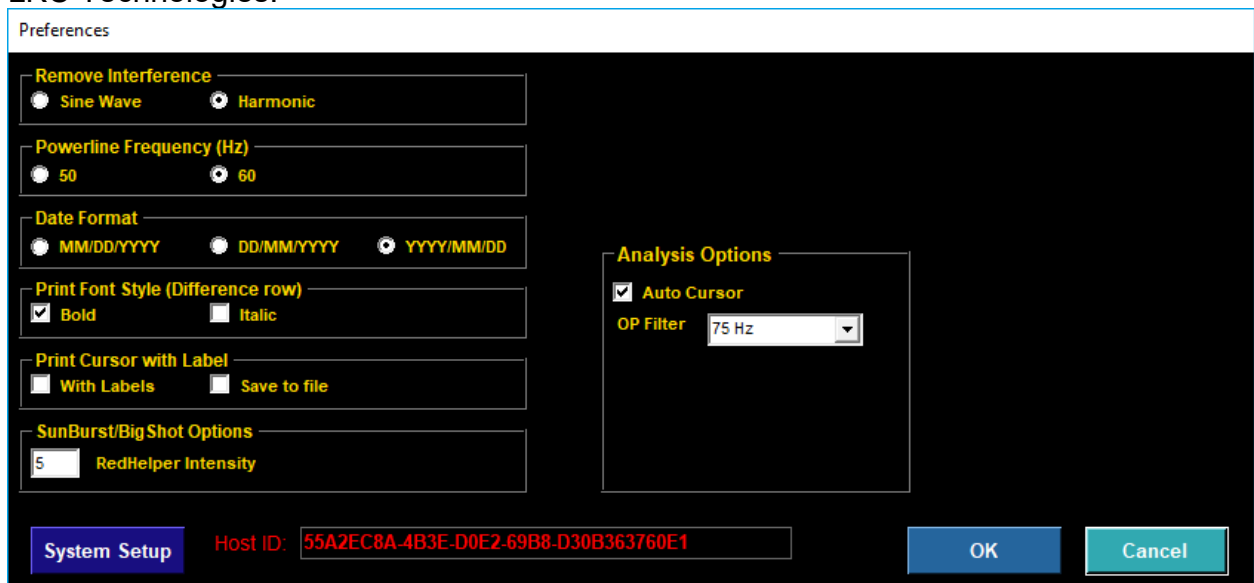 Preferences
Remove Interference
Sine Wave Harmonic
Powerline Frequency (Hz)
50 60
Date Format
MM/DD/YYYY DD/MM/YYYY YYYY/MM/DD
Print Font Style (Difference row)
Bold Italic
Print Cursor with Label
With Labels Save to file
SunBurst/BigShot Options
5 RedHelper Intensity
Analysis Options
Auto Cursor
OP Filter 75 Hz
System Setup Host ID: 55A2EC8A-4B3E-D0E2-69B8-D30B363760E1 OK Cancel